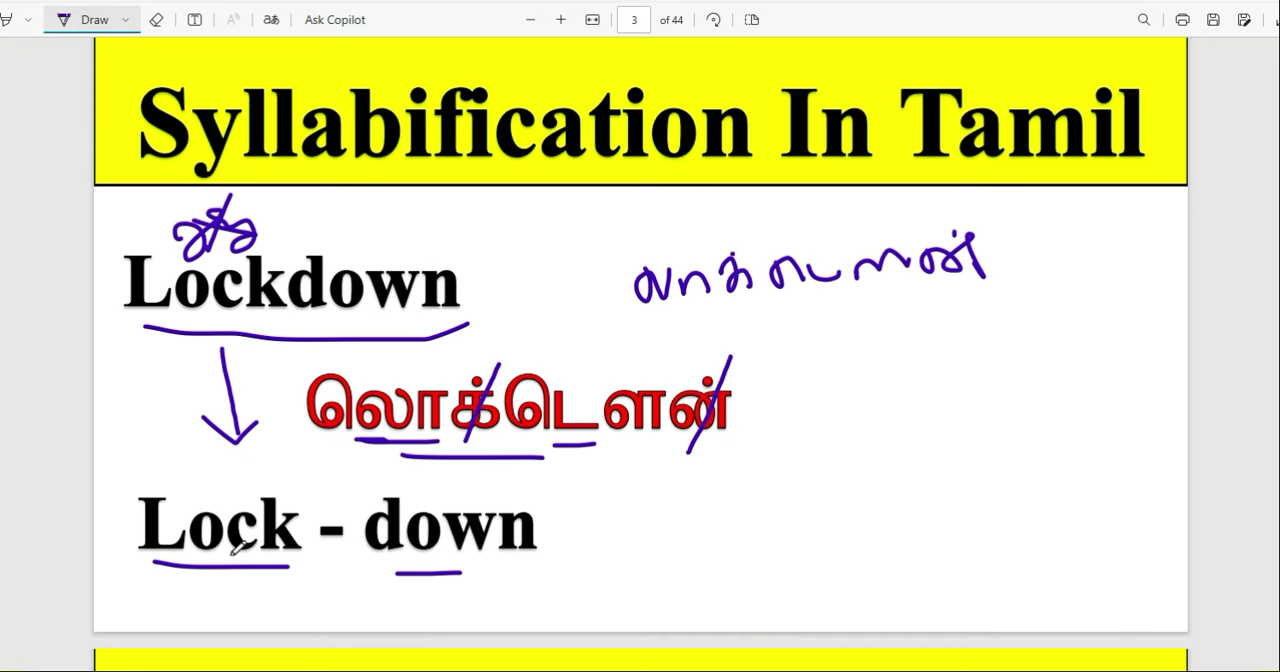 Draw
Ask Copilot
3 of 44
Syllabification In Tamil
Lockdown
லொக்டௌன்
Lock - down